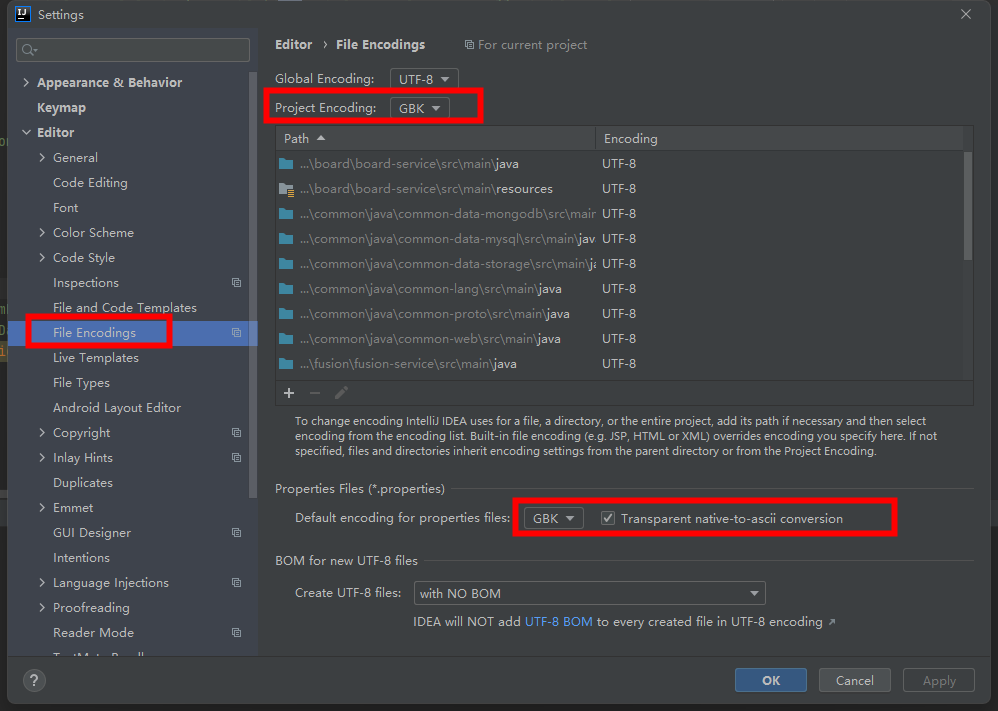 Settings
Editor › File Encodings For current project
Global Encoding: UTF-8
Project Encoding: GBK
Path Encoding
...\board\board-service\src\main\java UTF-8
...\board\board-service\src\main\resources UTF-8
...\common\java\common-data-mongodb\src\main UTF-8
...\common\java\common-data-mysql\src\main\jav UTF-8
...\common\java\common-data-storage\src\main\j UTF-8
...\common\java\common-lang\src\main\java UTF-8
...\common\java\common-proto\src\main\java UTF-8
...\common\java\common-web\src\main\java UTF-8
...\fusion\fusion-service\src\main\java UTF-8
To change encoding IntelliJ IDEA uses for a file, a directory, or the entire project, add its path if necessary and then select
encoding from the encoding list. Built-in file encoding (e.g. JSP, HTML or XML) overrides encoding you specify here. If not
specified, files and directories inherit encoding settings from the parent directory or from the Project Encoding.
Properties Files (*.properties)
Default encoding for properties files: GBK Transparent native-to-ascii conversion
BOM for new UTF-8 files
Create UTF-8 files: with NO BOM
IDEA will NOT add UTF-8 BOM to every created file in UTF-8 encoding ↗
Appearance & Behavior
Keymap
Editor
General
Code Editing
Font
Color Scheme
Code Style
Inspections
File and Code Templates
File Encodings
Live Templates
File Types
Android Layout Editor
Copyright
Inlay Hints
Duplicates
Emmet
GUI Designer
Intentions
Language Injections
Proofreading
Reader Mode
?
OK
Cancel
Apply